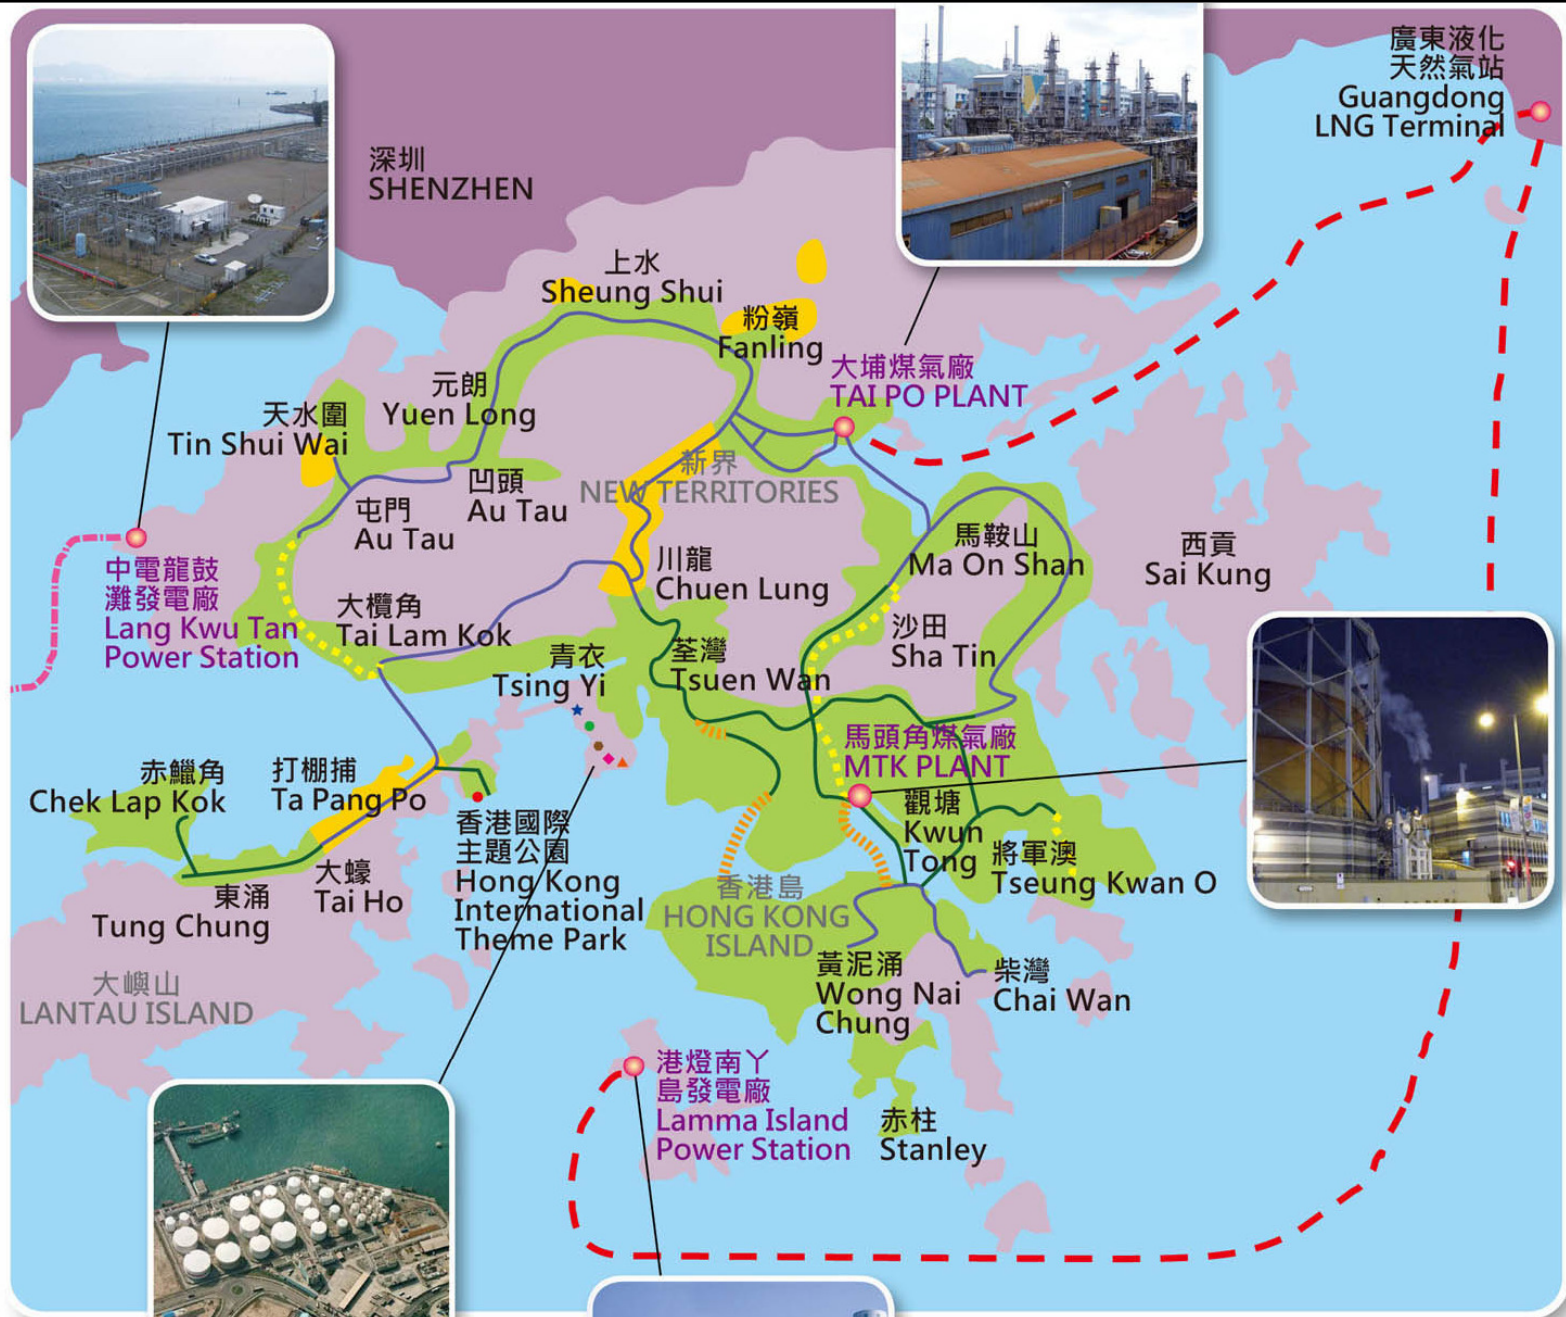 廣東液化
天然氣站
Guangdong
LNG Terminal
深圳
SHENZHEN
上水
Sheung Shui
粉嶺
Fanling
大埔煤氣廠
TAI PO PLANT
元朗
Yuen Long
天水圍
Tin Shui Wai
新界
NEW TERRITORIES
凹頭
Au Tau
屯門
Au Tau
馬鞍山
Ma On Shan
西貢
Sai Kung
川龍
Chuen Lung
中電龍鼓
灘發電廠
Lang Kwu Tan
Power Station
大欖角
Tai Lam Kok
沙田
Sha Tin
青衣
Tsing Yi
荃灣
Tsuen Wan
馬頭角煤氣廠
MTK PLANT
赤鱲角
Chek Lap Kok
打棚捕
Ta Pang Po
香港國際
主題公園
Hong Kong
International
Theme Park
觀塘
Kwun
Tong
將軍澳
Tseung Kwan O
大蠔
Tai Ho
東涌
Tung Chung
香港島
HONG KONG
ISLAND
大嶼山
LANTAU ISLAND
黃泥涌
Wong Nai
Chung
柴灣
Chai Wan
港燈南丫
島發電廠
Lamma Island
Power Station
赤柱
Stanley